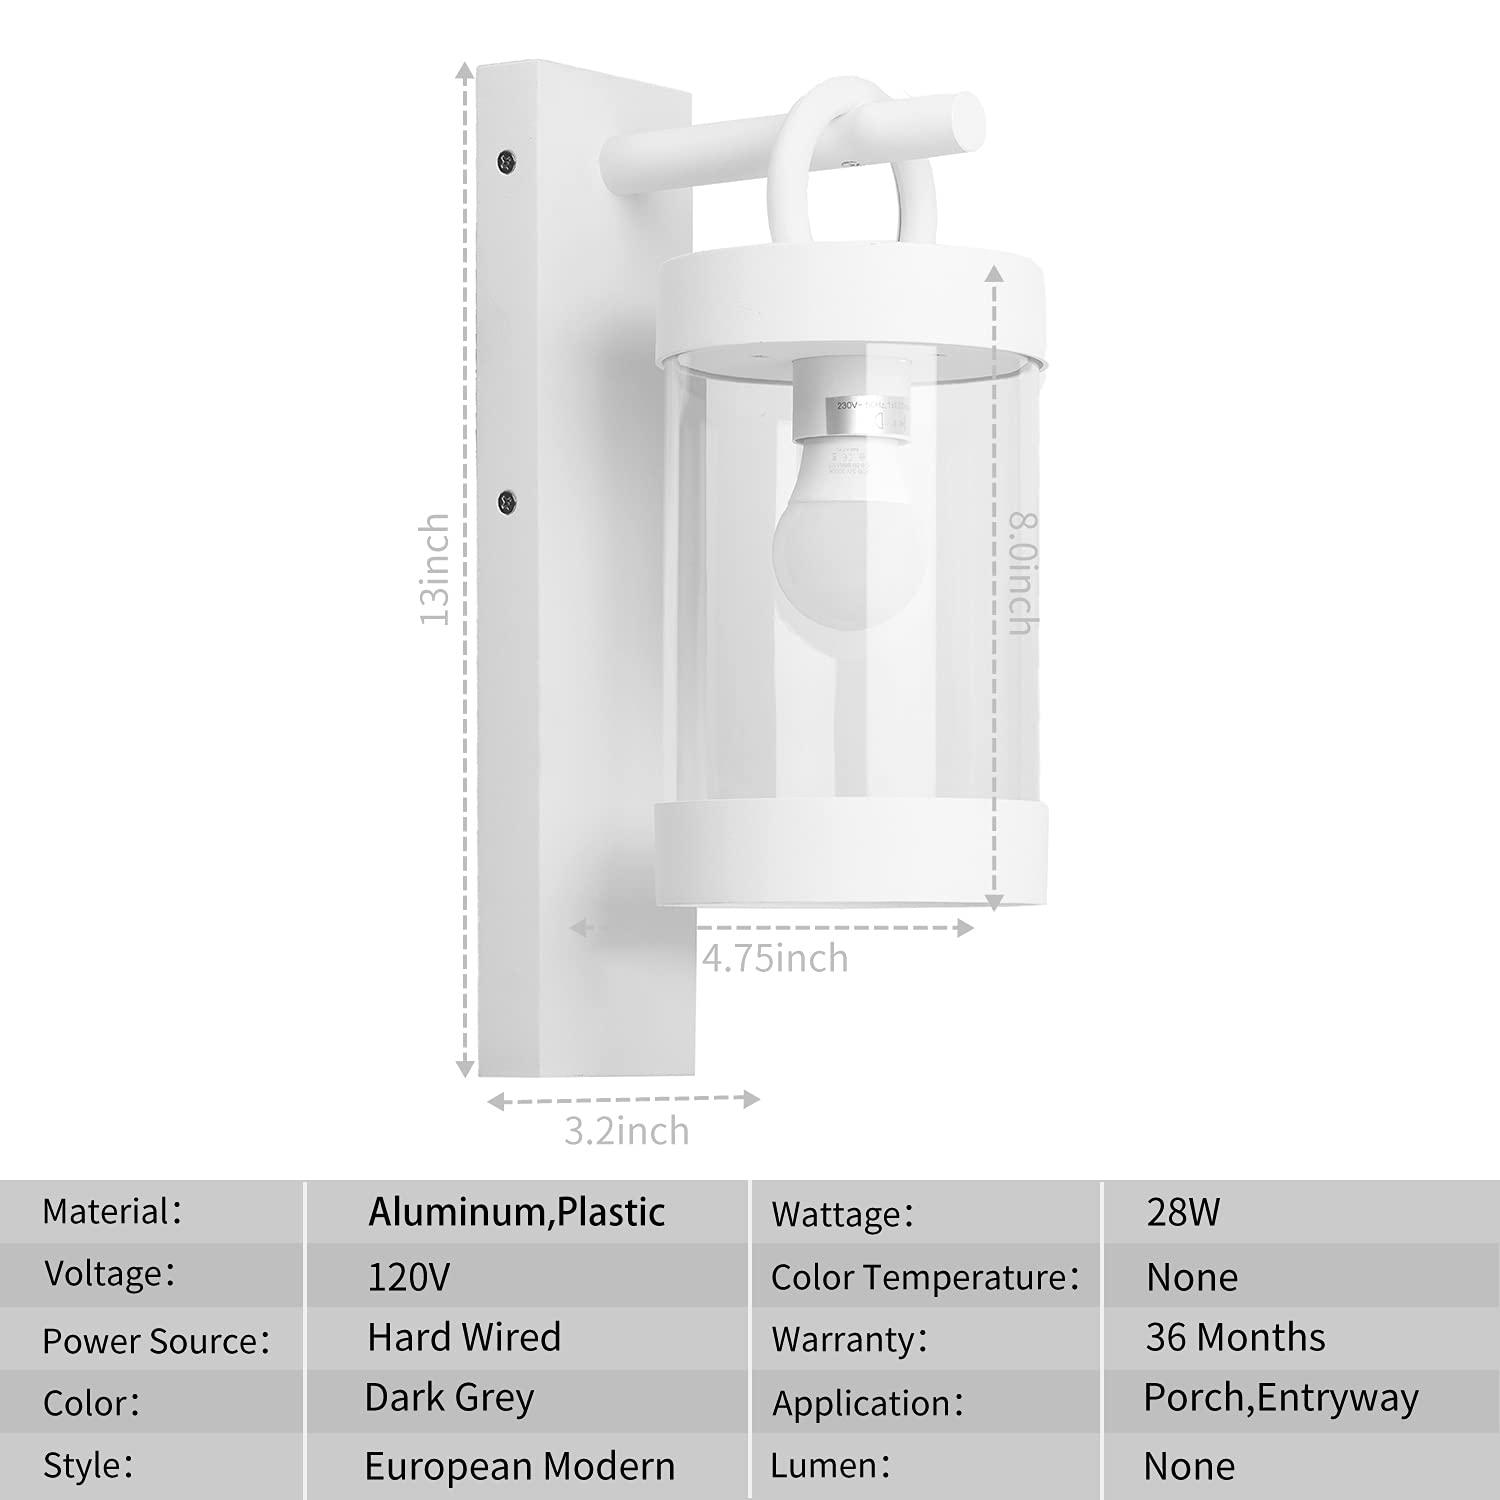 230V~
13inch
8.0inch
4.75inch
3.2inch
Material: Aluminum,Plastic Wattage: 28W
Voltage: 120V Color Temperature: None
Power Source: Hard Wired Warranty: 36 Months
Color: Dark Grey Application: Porch,Entryway
Style: European Modern Lumen: None